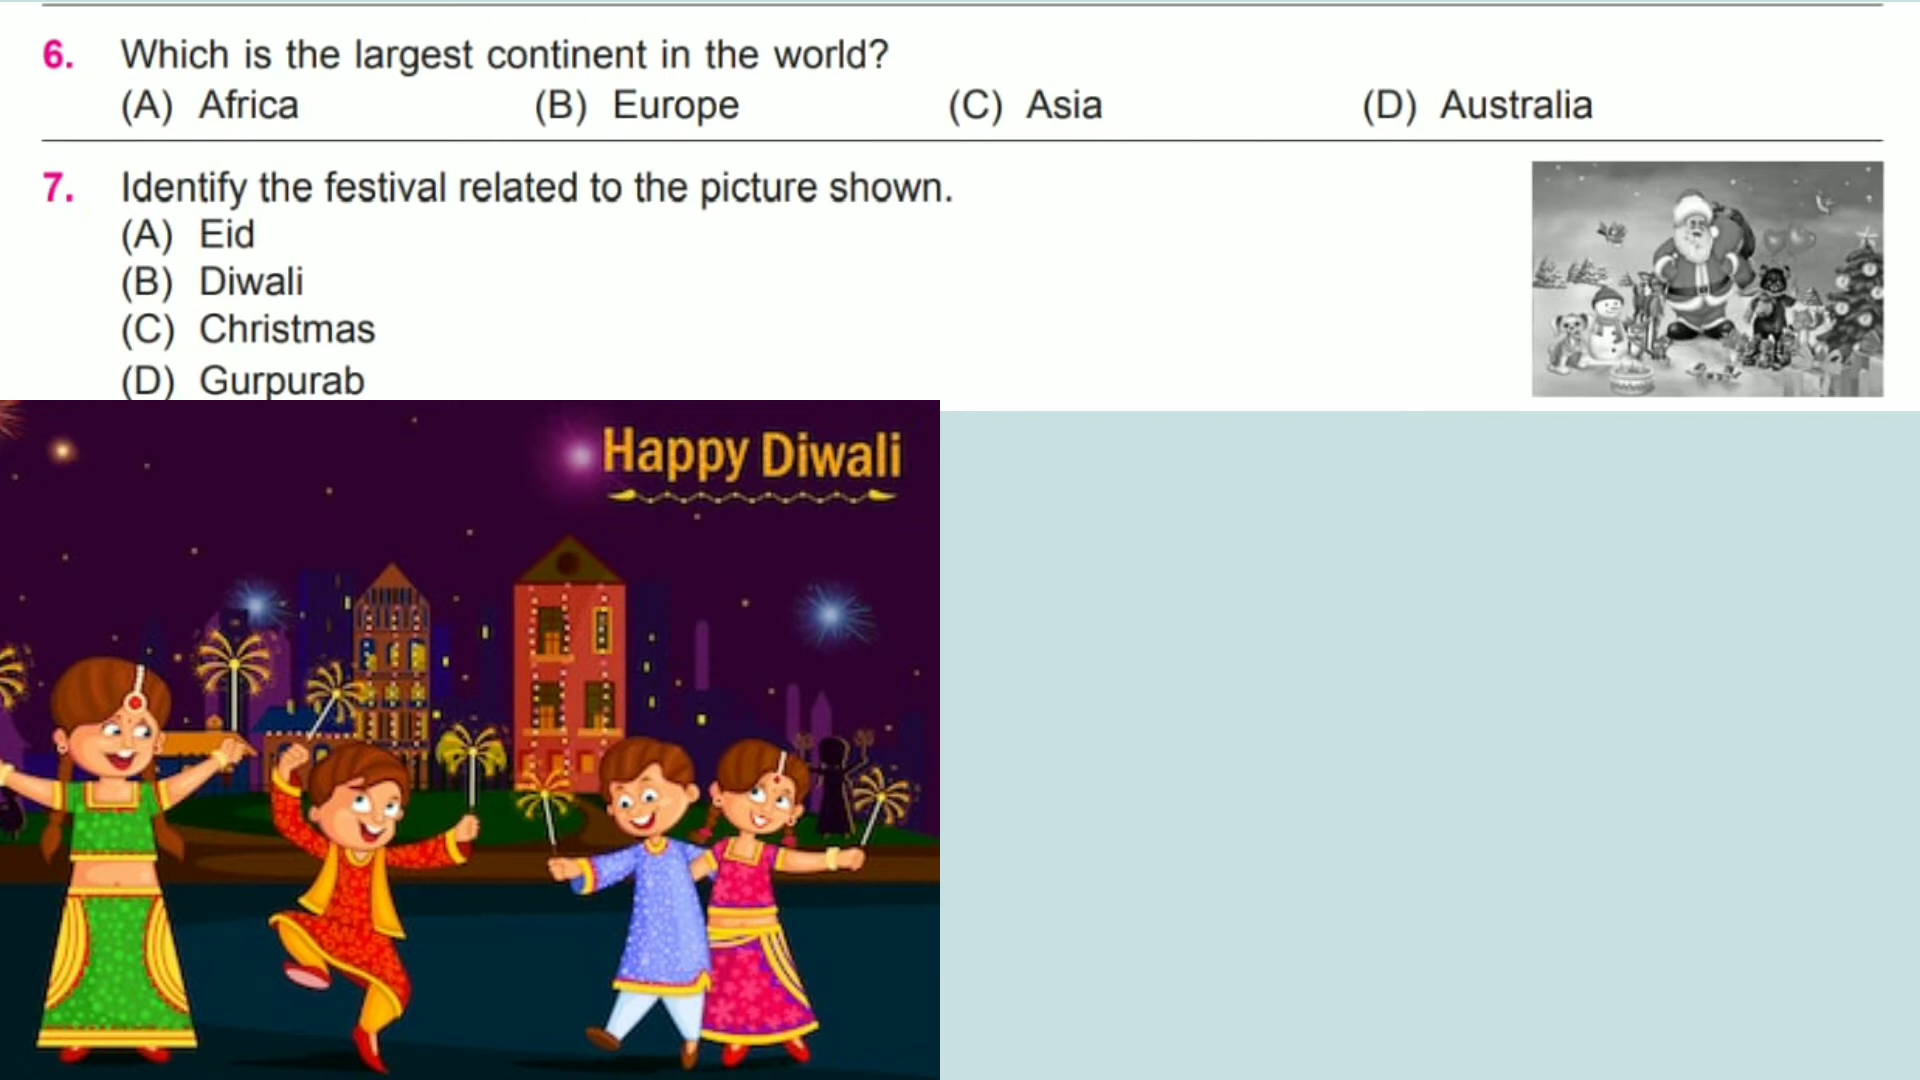 6. Which is the largest continent in the world?
(A) Africa (B) Europe (C) Asia (D) Australia
7. Identify the festival related to the picture shown.
(A) Eid
(B) Diwali
(C) Christmas
(D) Gurpurab
Happy Diwali